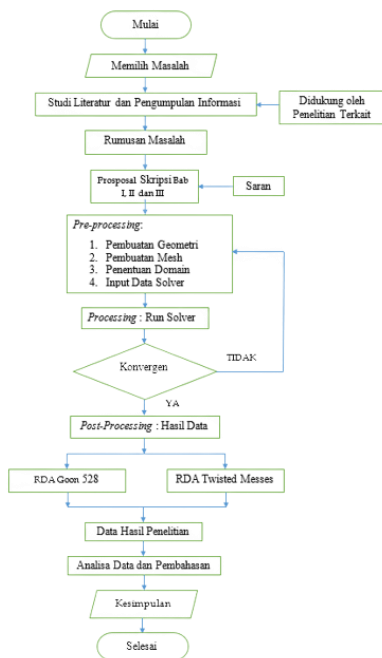 Mulai
Memilih Masalah
Studi Literatur dan Pengumpulan Informasi
Didukung oleh
Penelitian Terkait
Rumusan Masalah
Prosposal Skripsi Bab
I, II dan III
Saran
Pre-processing:
1. Pembuatan Geometri
2. Pembuatan Mesh
3. Penentuan Domain
4. Input Data Solver
Processing : Run Solver
Konvergen
TIDAK
YA
Post-Processing : Hasil Data
RDA Goon 528
RDA Twisted Messes
Data Hasil Penelitian
Analisa Data dan Pembahasan
Kesimpulan
Selesai